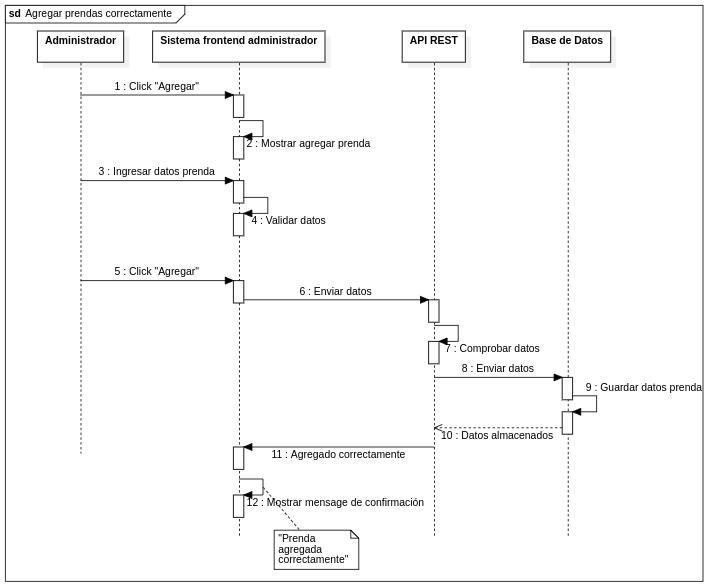 sd Agregar prendas correctamente
Administrador
Sistema frontend administrador
API REST
Base de Datos
1 : Click "Agregar"
2 : Mostrar agregar prenda
3 : Ingresar datos prenda
4 : Validar datos
5 : Click "Agregar"
6 : Enviar datos
7 : Comprobar datos
8 : Enviar datos
9 : Guardar datos prenda
10 : Datos almacenados
11 : Agregado correctamente
12 : Mostrar mensage de confirmación
"Prenda
agregada
correctamente"